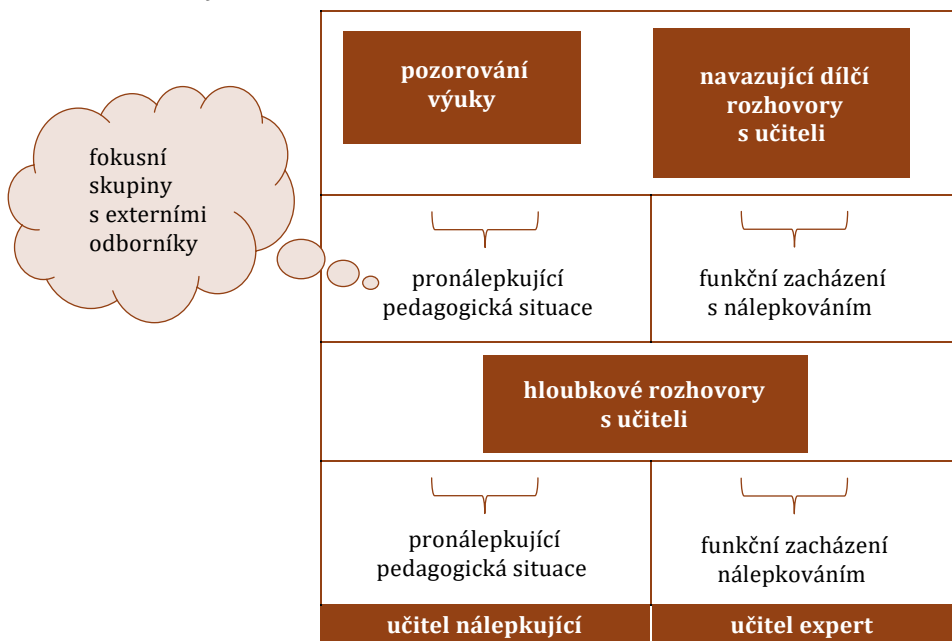 pozorování
výuky
navazující dílčí
rozhovory
s učiteli
fokusní
skupiny
s externími
odborníky
pronálepkující
pedagogická situace
funkční zacházení
s nálepkováním
hloubkové rozhovory
s učiteli
pronálepkující
pedagogická situace
funkční zacházení
nálepkováním
učitel nálepkující
učitel expert